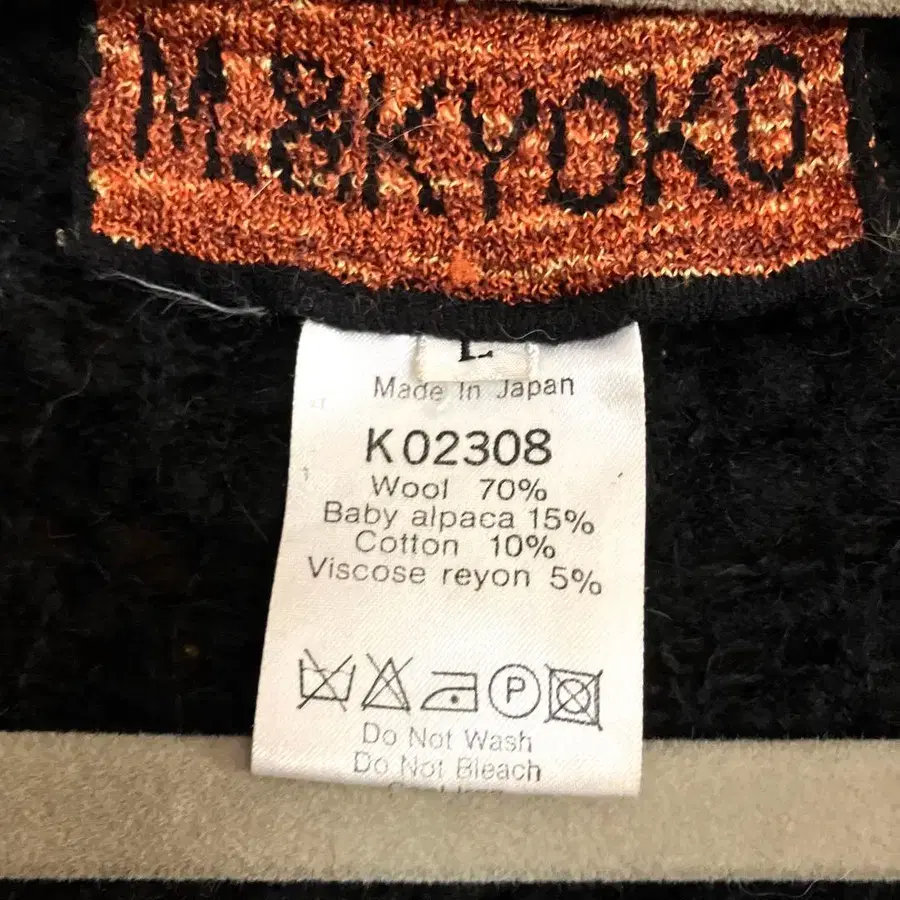 M.&KYOKO
L
Made In Japan
K02308
Wool 70%
Baby alpaca 15%
Cotton 10%
Viscose reyon 5%
P
Do Not Wash
Do Not Bleach